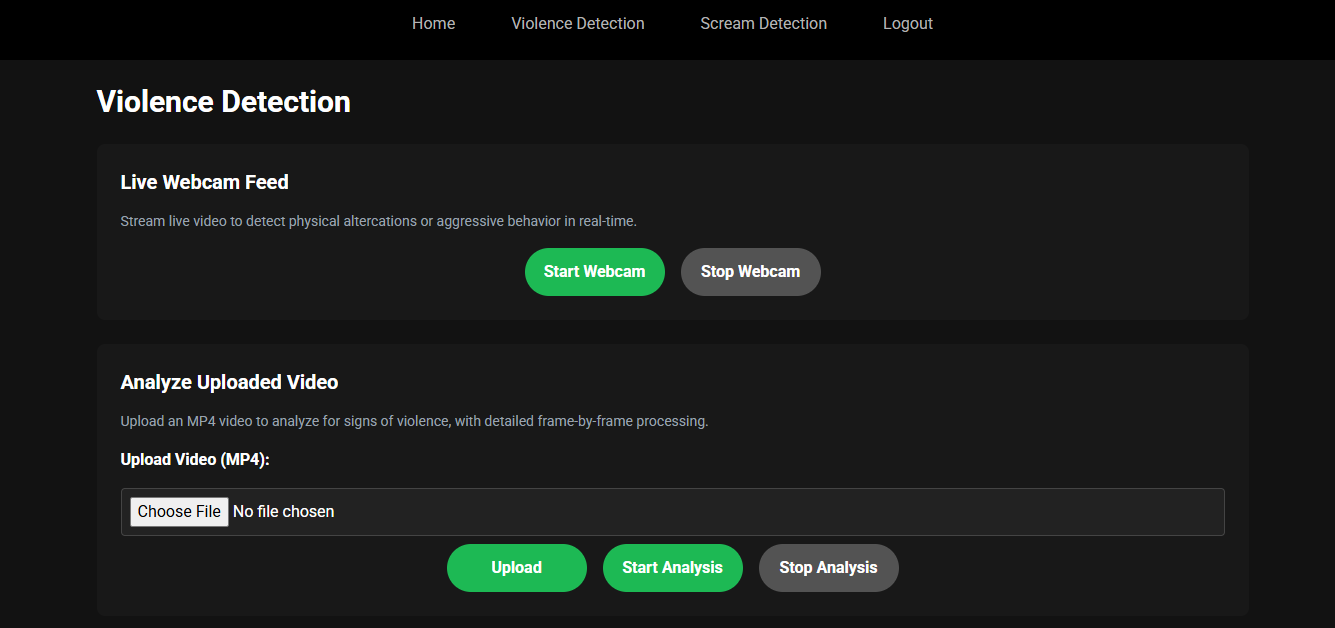 Home Violence Detection Scream Detection Logout
Violence Detection
Live Webcam Feed
Stream live video to detect physical altercations or aggressive behavior in real-time.
Start Webcam Stop Webcam
Analyze Uploaded Video
Upload an MP4 video to analyze for signs of violence, with detailed frame-by-frame processing.
Upload Video (MP4):
Choose File No file chosen
Upload Start Analysis Stop Analysis